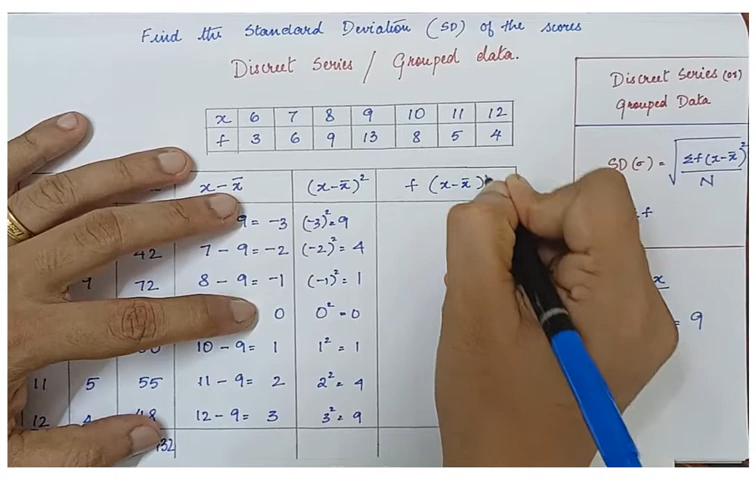 Find the Standard Deviation (SD) of the scores
Discreet Series / Grouped data.
x 6 7 8 9 10 11 12
f 3 6 9 13 8 5 4
Discreet Series (or)
Grouped Data
SD (σ) = √ Σf(x-x̄)² / N
f
x
= 9
x-x̄ (x-x̄)² f (x-x̄)
9 = -3 (-3)² = 9
42 7 - 9 = -2 (-2)² = 4
72 8 - 9 = -1 (-1)² = 1
0 0² = 0
10 - 9 = 1 1² = 1
11 5 55 11 - 9 = 2 2² = 4
12 4 48 12 - 9 = 3 3² = 9
432